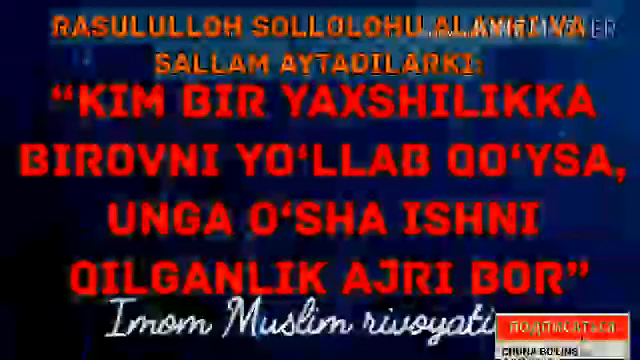 RASULULLOH SOLLOLOHU ALAYHI VA
SALLAM AYTADILARKI:
“KIM BIR YAXSHILIKKA
BIROVNI YO‘LLAB QO‘YSA,
UNGA O‘SHA ISHNI
QILGANLIK AJRI BOR”
Imom Muslim rivoyati
ПОДПИСАТЬСЯ